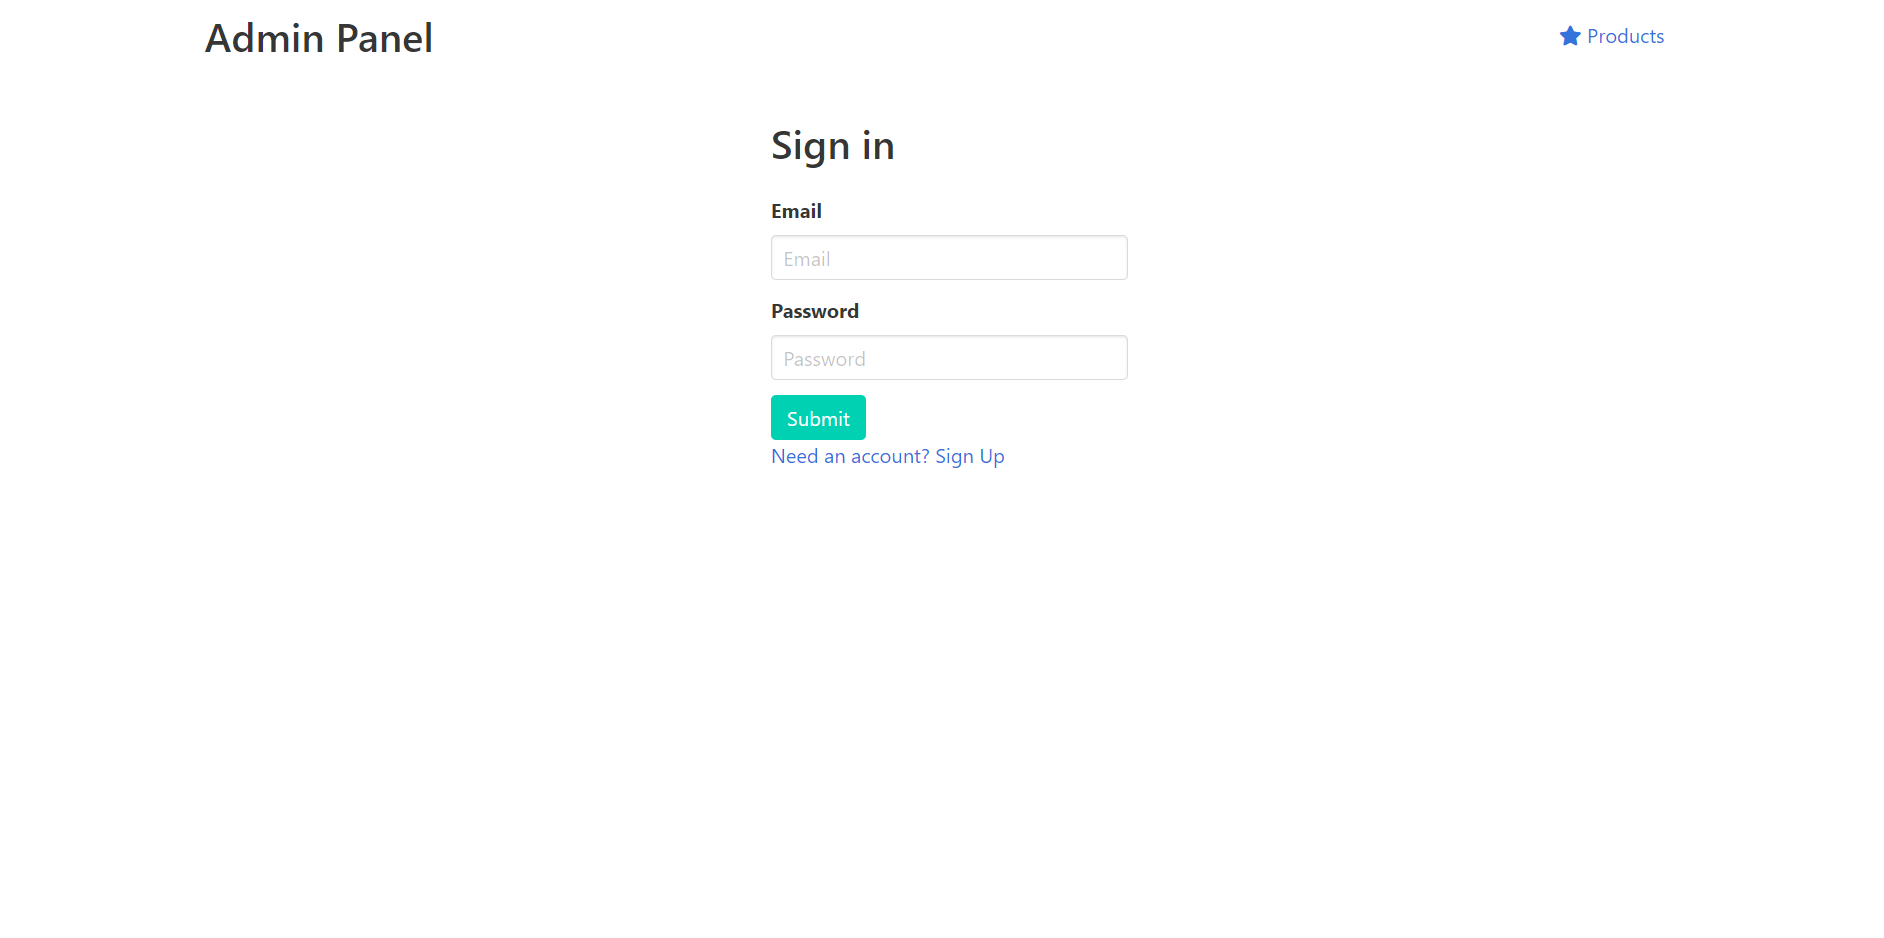 Admin Panel
Products
Sign in
Email
Email
Password
Password
Submit
Need an account? Sign Up